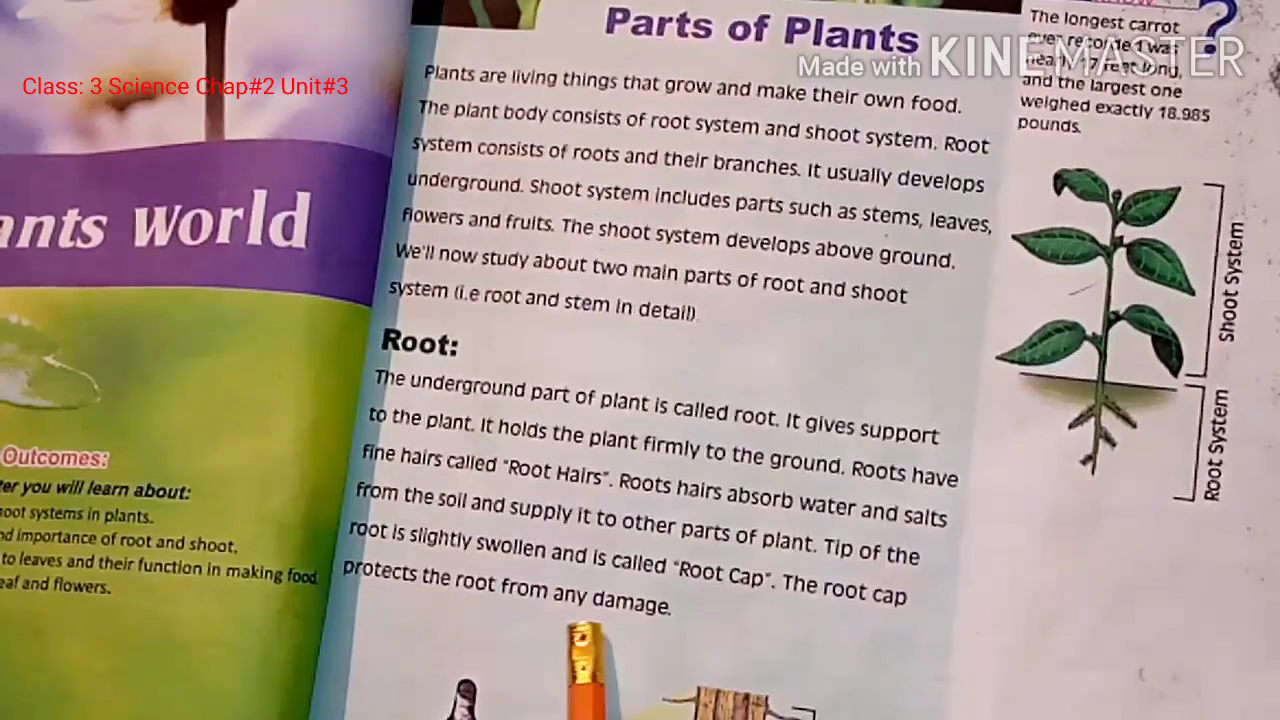 Class: 3 Science Chap#2 Unit#3
ants World
Outcomes:
ter you will learn about:
hoot systems in plants.
nd importance of root and shoot.
to leaves and their function in making food.
eaf and flowers.
Parts of Plants
Plants are living things that grow and make their own food.
The plant body consists of root system and shoot system. Root
system consists of roots and their branches. It usually develops
underground. Shoot system includes parts such as stems, leaves,
flowers and fruits. The shoot system develops above ground.
We'll now study about two main parts of root and shoot
system (i.e root and stem in detail).
Root:
The underground part of plant is called root. It gives support
to the plant. It holds the plant firmly to the ground. Roots have
fine hairs called "Root Hairs". Roots hairs absorb water and salts
from the soil and supply it to other parts of plant. Tip of the
root is slightly swollen and is called "Root Cap". The root cap
protects the root from any damage.
?
The longest carrot
ever recorded was
long,
and the largest one
weighed exactly 18.985
pounds.
Made with KINEMASTER
Shoot System
Root System